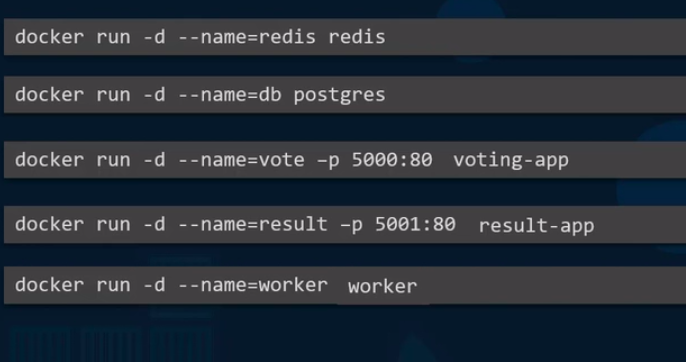 docker run -d --name=redis redis
docker run -d --name=db postgres
docker run -d --name=vote –p 5000:80 voting-app
docker run -d --name=result –p 5001:80 result-app
docker run -d --name=worker worker